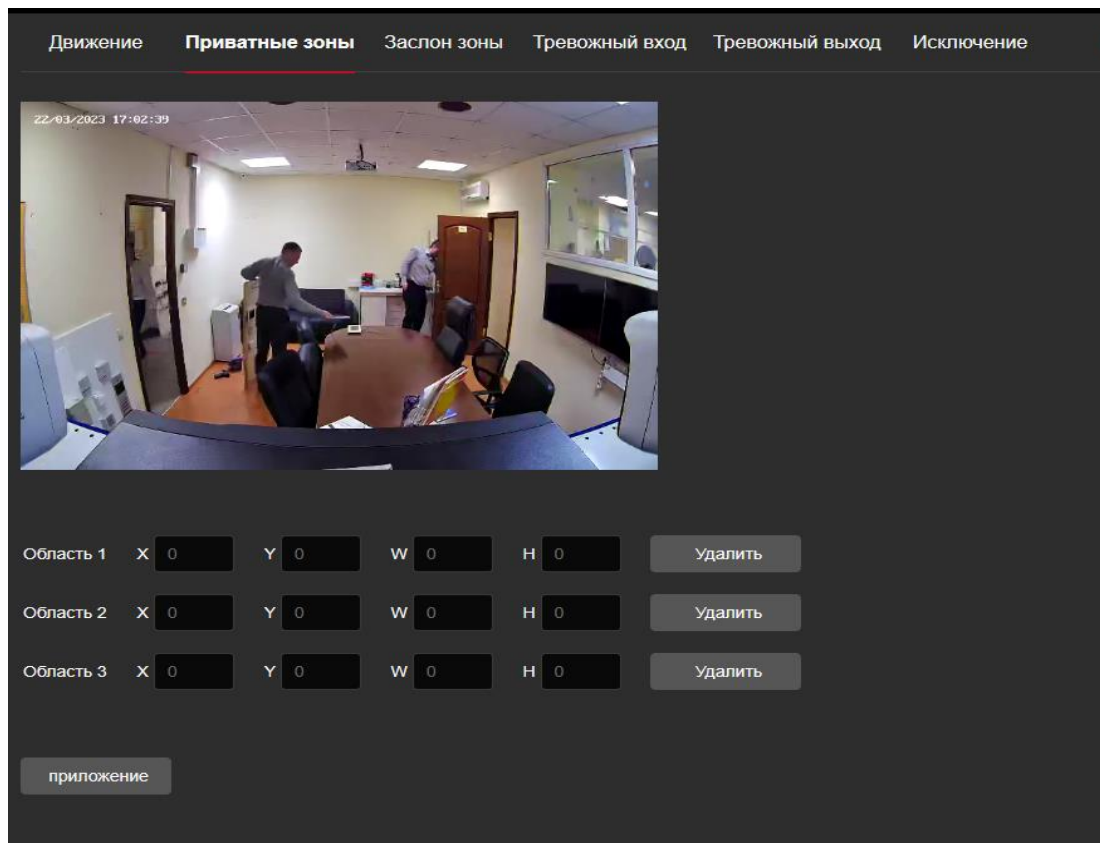 Движение Приватные зоны Заслон зоны Тревожный вход Тревожный выход Исключение
22/03/2023 17:02:39
Область 1 X 0 Y 0 W 0 H 0 Удалить
Область 2 X 0 Y 0 W 0 H 0 Удалить
Область 3 X 0 Y 0 W 0 H 0 Удалить
приложение